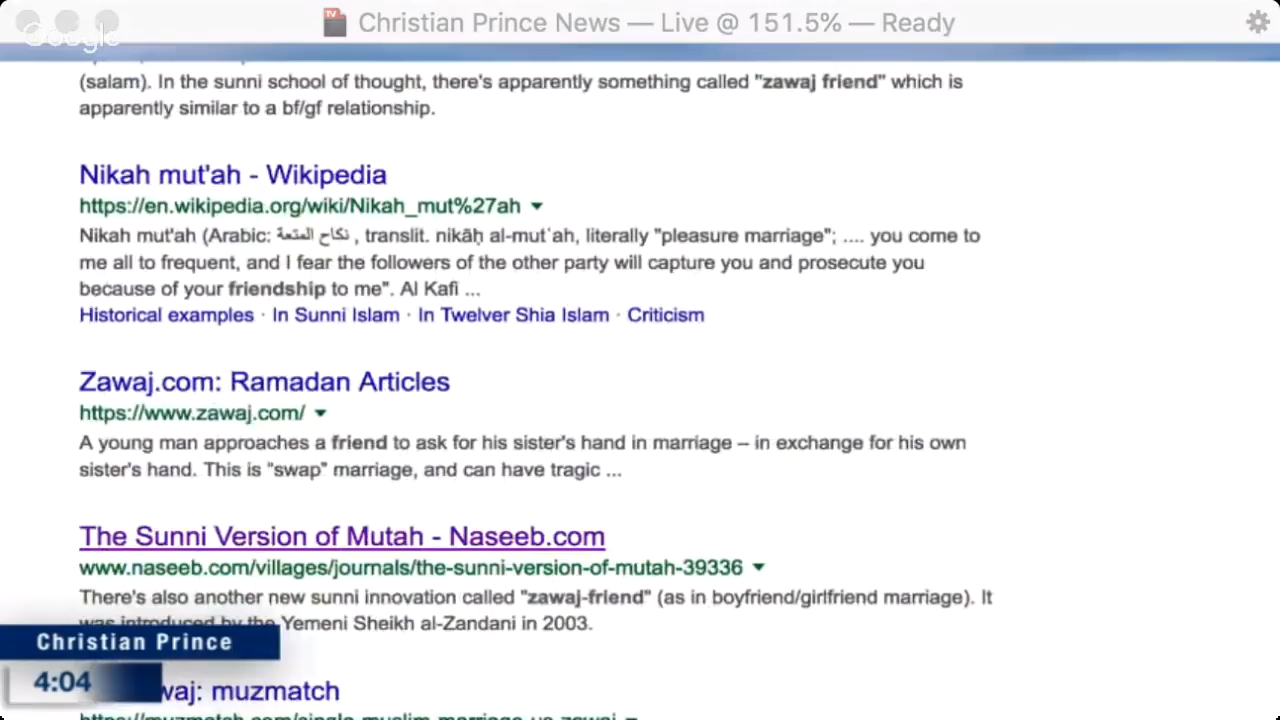 Christian Prince News — Live @ 151.5% — Ready
Google
(salam). In the sunni school of thought, there's apparently something called "zawaj friend" which is
apparently similar to a bf/gf relationship.
Nikah mut'ah - Wikipedia
https://en.wikipedia.org/wiki/Nikah_mut%27ah
Nikah mut'ah (Arabic: نكاح المتعة , translit. nikāḥ al-mutʿah, literally "pleasure marriage"; .... you come to
me all to frequent, and I fear the followers of the other party will capture you and prosecute you
because of your friendship to me". Al Kafi ...
Historical examples · In Sunni Islam · In Twelver Shia Islam · Criticism
Zawaj.com: Ramadan Articles
https://www.zawaj.com/
A young man approaches a friend to ask for his sister's hand in marriage – in exchange for his own
sister's hand. This is "swap" marriage, and can have tragic ...
The Sunni Version of Mutah - Naseeb.com
www.naseeb.com/villages/journals/the-sunni-version-of-mutah-39336
There's also another new sunni innovation called "zawaj-friend" (as in boyfriend/girlfriend marriage). It
was introduced by the Yemeni Sheikh al-Zandani in 2003.
Christian Prince
4:04
waj: muzmatch